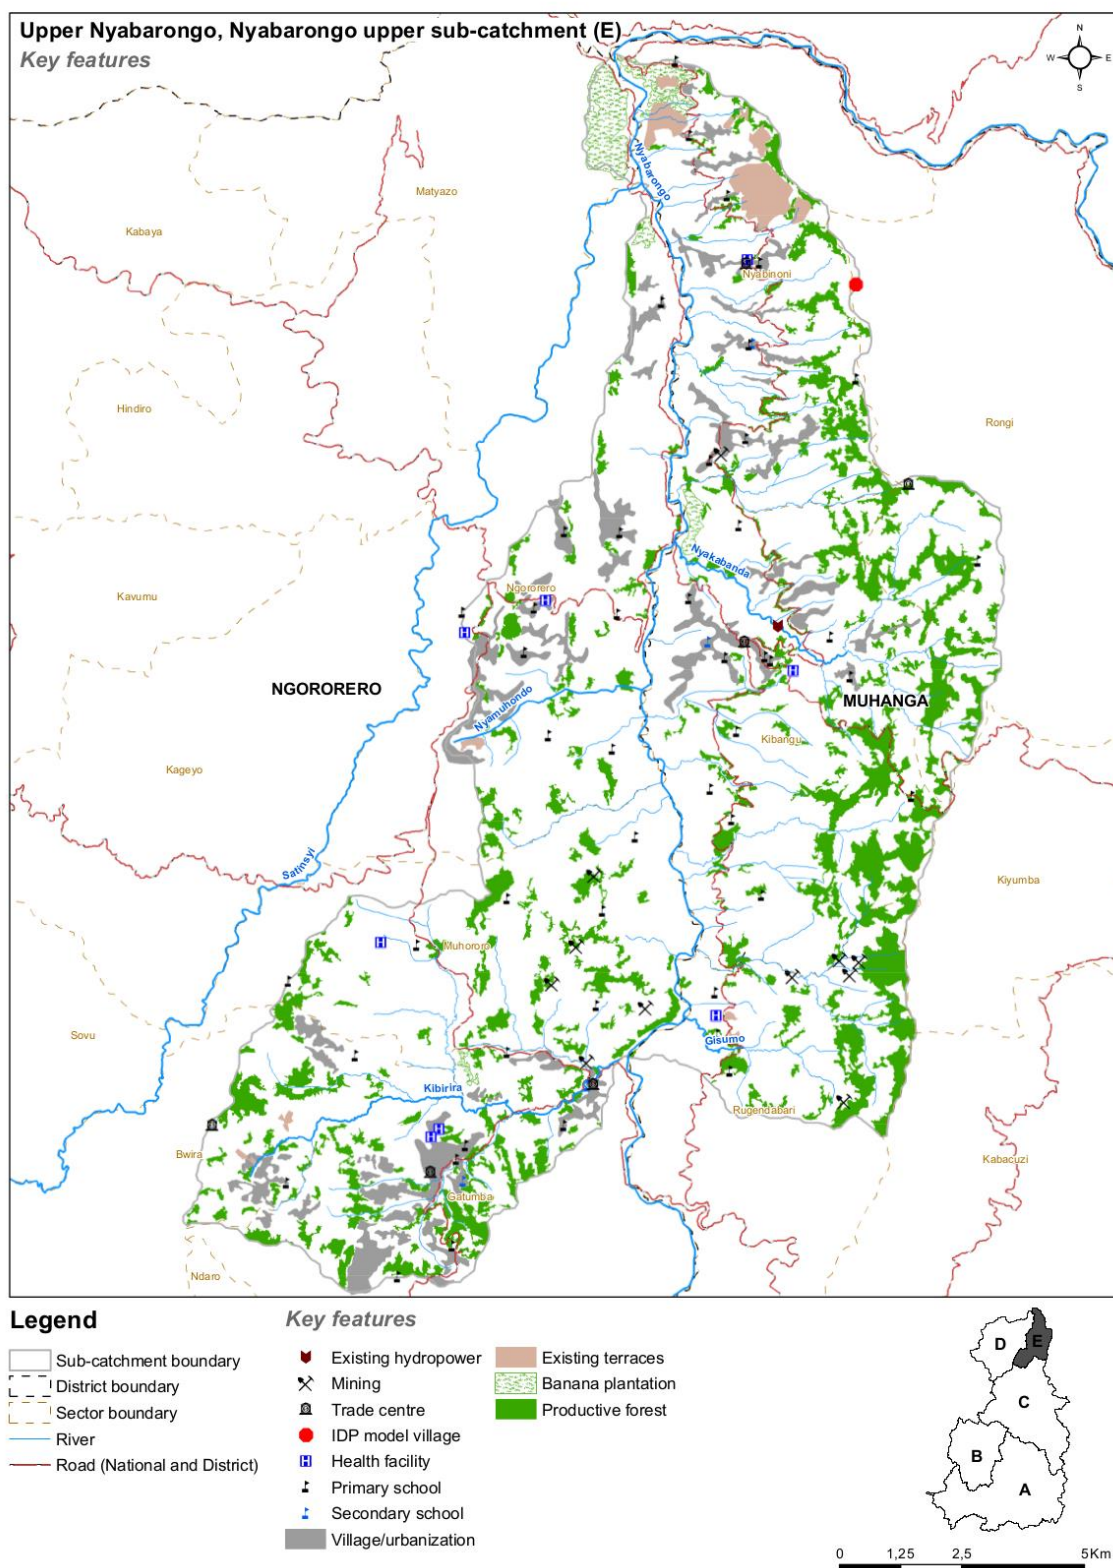 Upper Nyabarongo, Nyabarongo upper sub-catchment (E)
Key features
N
W E
S
Nyabarongo
Matyazo
Kabaya
Nyabinoni
Hindiro
Rongi
Nyakabanda
Ngororero
Kavumu
NGORORERO
MUHANGA
Nyamuhondo
Kibangu
Kageyo
Satinsyi
Kiyumba
Muhororo
Sovu
Gisumo
Kibirira
Rugendabari
Bwira
Kabacuzi
Gatumba
Ndaro
Legend
Sub-catchment boundary
District boundary
Sector boundary
River
Road (National and District)
Key features
Existing hydropower
Mining
Trade centre
IDP model village
Health facility
Primary school
Secondary school
Village/urbanization
Existing terraces
Banana plantation
Productive forest
D
E
C
B
A
0 1,25 2,5 5Km